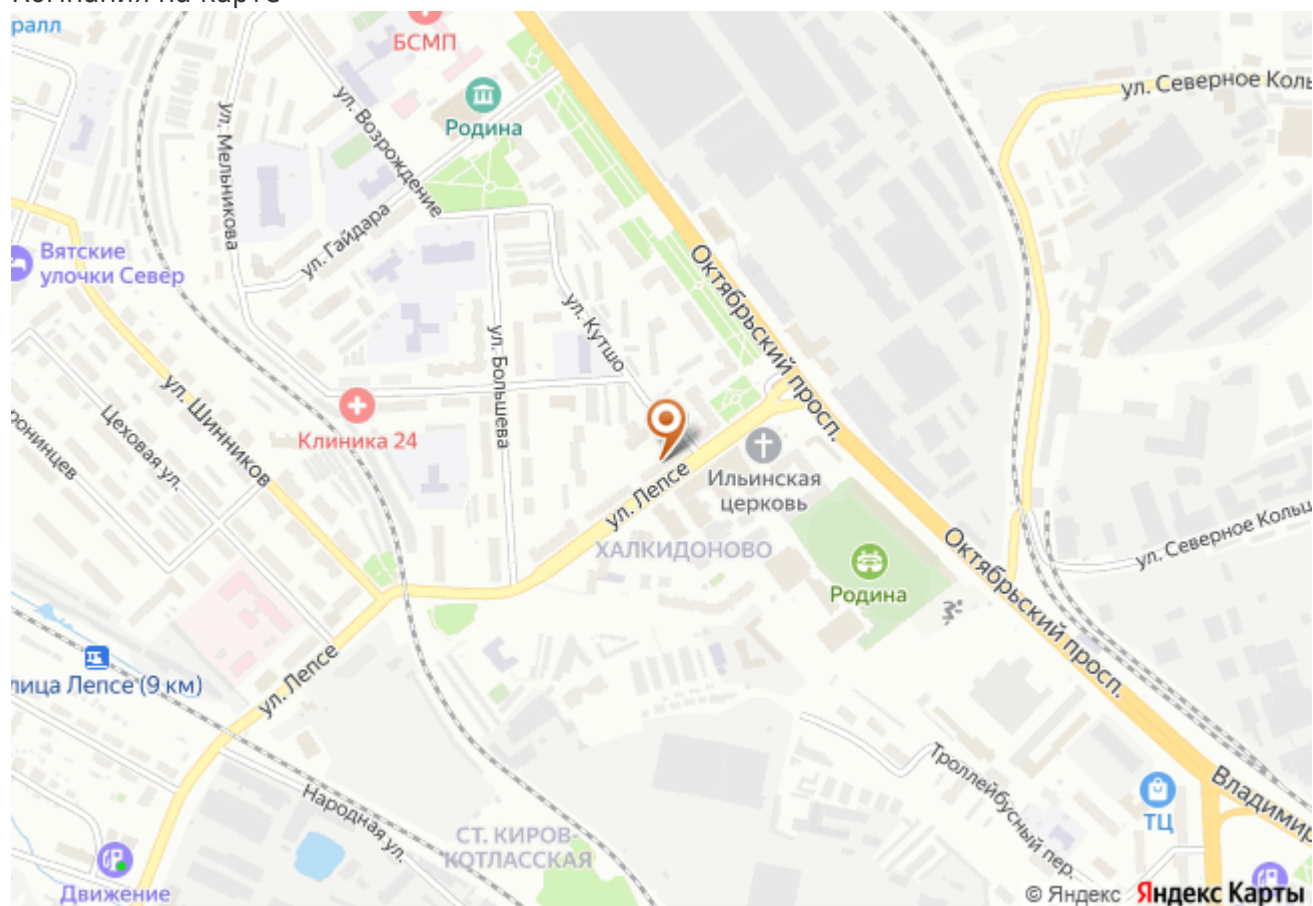 ралл
БСМП
ул. Северное Коль
Родина
ул. Возрождение
ул. Мельникова
ул. Гайдара
Вятские
улочки Север
Октябрьский просп.
ул. Кутшо
ул. Большева
ул. Шинников
Цеховая ул.
ронинцев
Клиника 24
Ильинская
церковь
ул. Лепсе
ХАЛКИДОНОВО
Родина
Октябрьский просп.
ул. Северное Кольц
лица Лепсе (9 км)
ул. Лепсе
Троллейбусный пер.
Владимир
ТЦ
Народная ул.
СТ. КИРОВ-
КОТЛАССКАЯ
Движение
© Яндекс Яндекс Карты